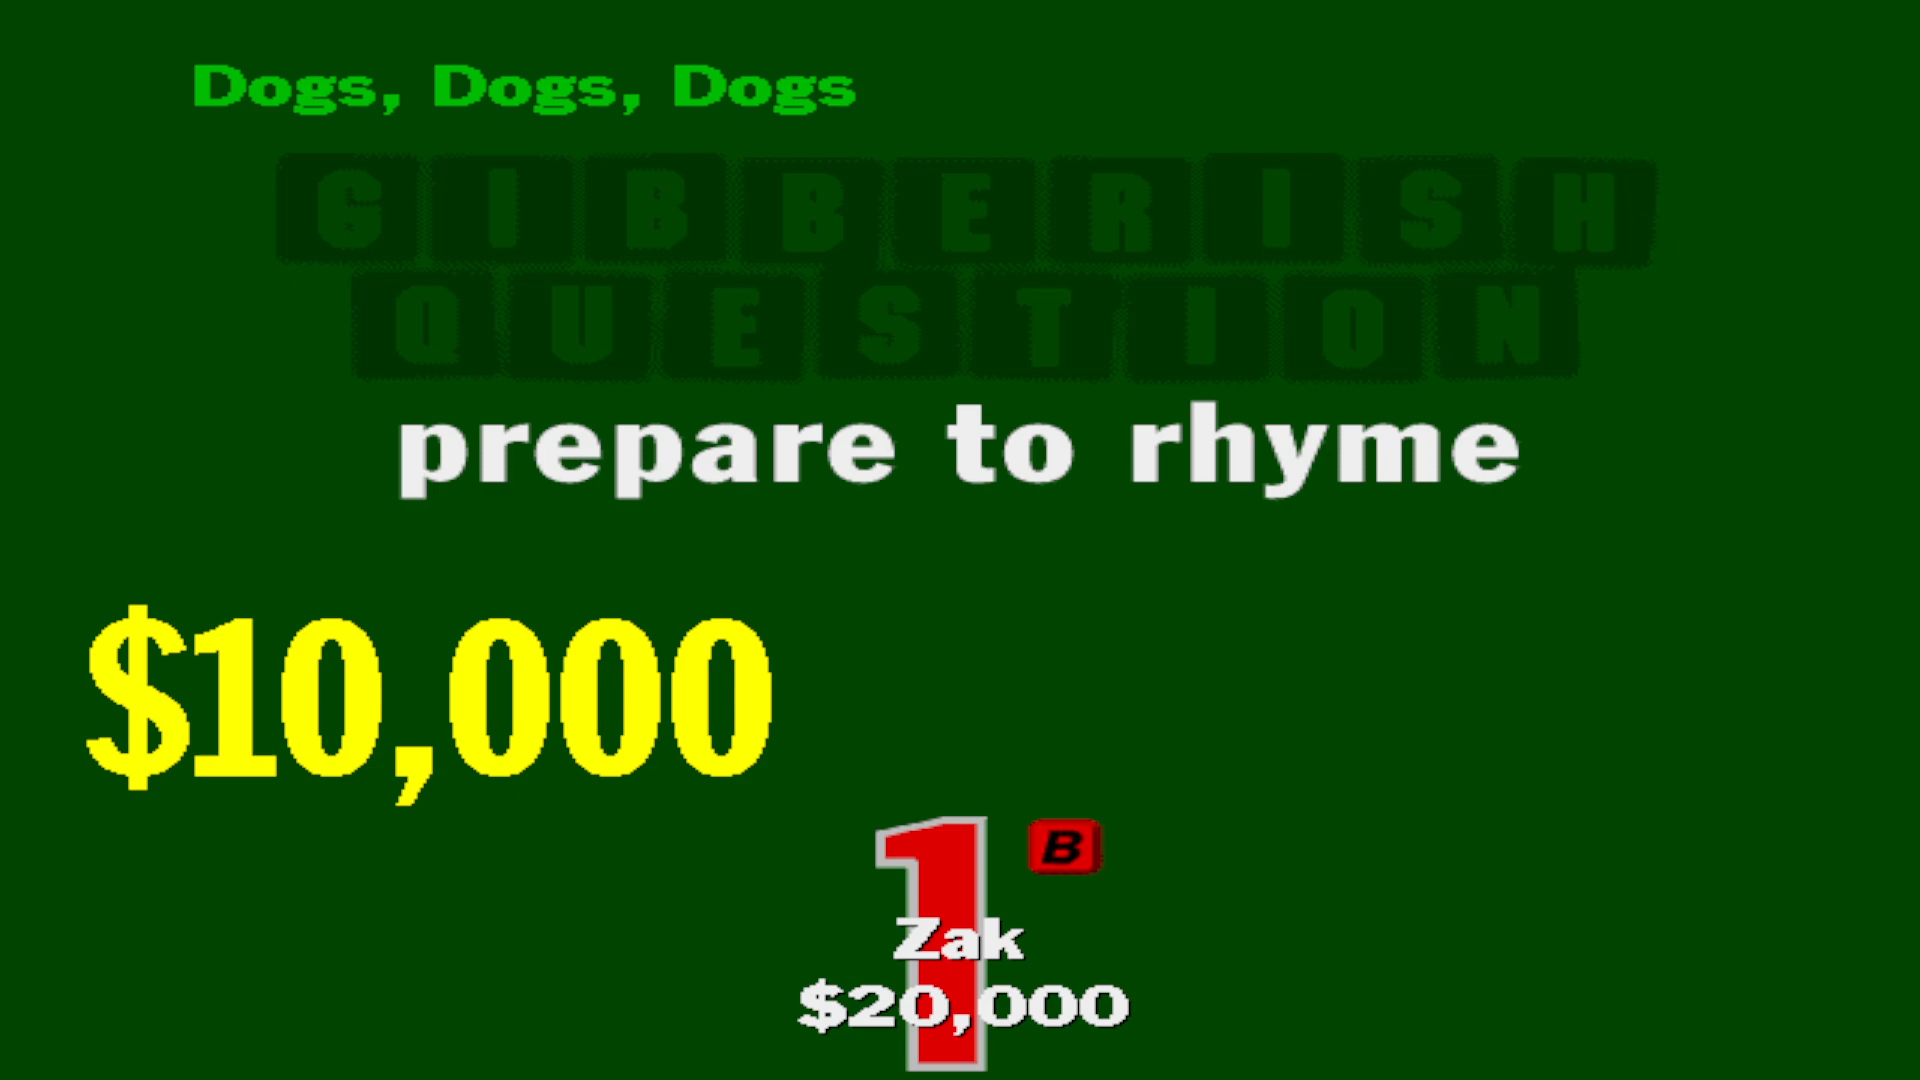 Dogs, Dogs, Dogs
GIBBERISH
QUESTION
prepare to rhyme
$10,000
1
B
Zak
$20,000